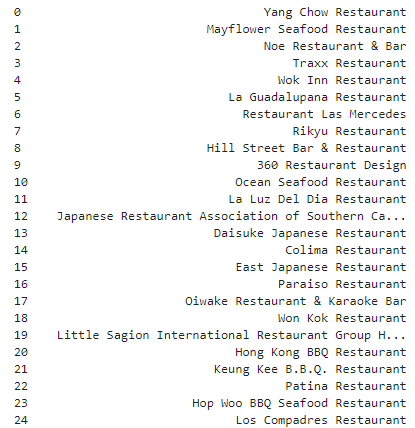 0 Yang Chow Restaurant
1 Mayflower Seafood Restaurant
2 Noe Restaurant & Bar
3 Traxx Restaurant
4 Wok Inn Restaurant
5 La Guadalupana Restaurant
6 Restaurant Las Mercedes
7 Rikyu Restaurant
8 Hill Street Bar & Restaurant
9 360 Restaurant Design
10 Ocean Seafood Restaurant
11 La Luz Del Dia Restaurant
12 Japanese Restaurant Association of Southern Ca...
13 Daisuke Japanese Restaurant
14 Colima Restaurant
15 East Japanese Restaurant
16 Paraiso Restaurant
17 Oiwake Restaurant & Karaoke Bar
18 Won Kok Restaurant
19 Little Sagion International Restaurant Group H...
20 Hong Kong BBQ Restaurant
21 Keung Kee B.B.Q. Restaurant
22 Patina Restaurant
23 Hop Woo BBQ Seafood Restaurant
24 Los Compadres Restaurant